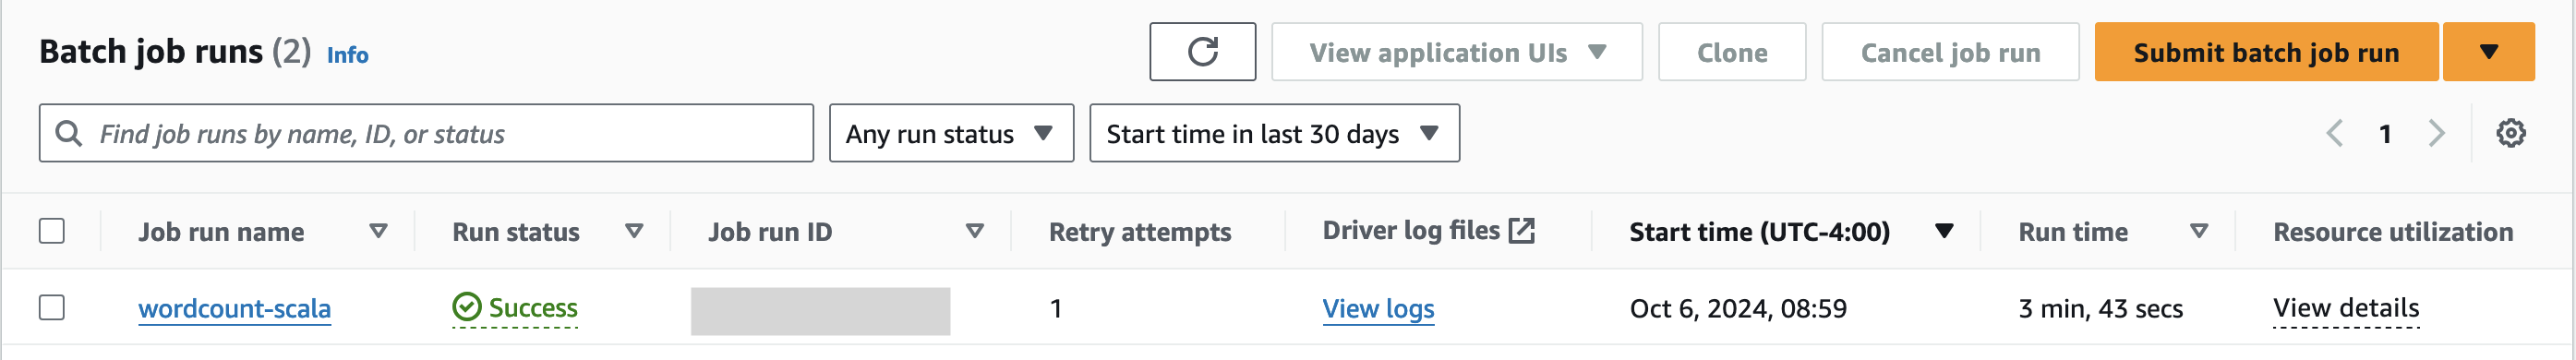 Batch job runs (2) Info
View application UIs
Clone
Cancel job run
Submit batch job run
Find job runs by name, ID, or status
Any run status
Start time in last 30 days
1
Job run name
Run status
Job run ID
Retry attempts
Driver log files
Start time (UTC-4:00)
Run time
Resource utilization
wordcount-scala
Success
1
View logs
Oct 6, 2024, 08:59
3 min, 43 secs
View details